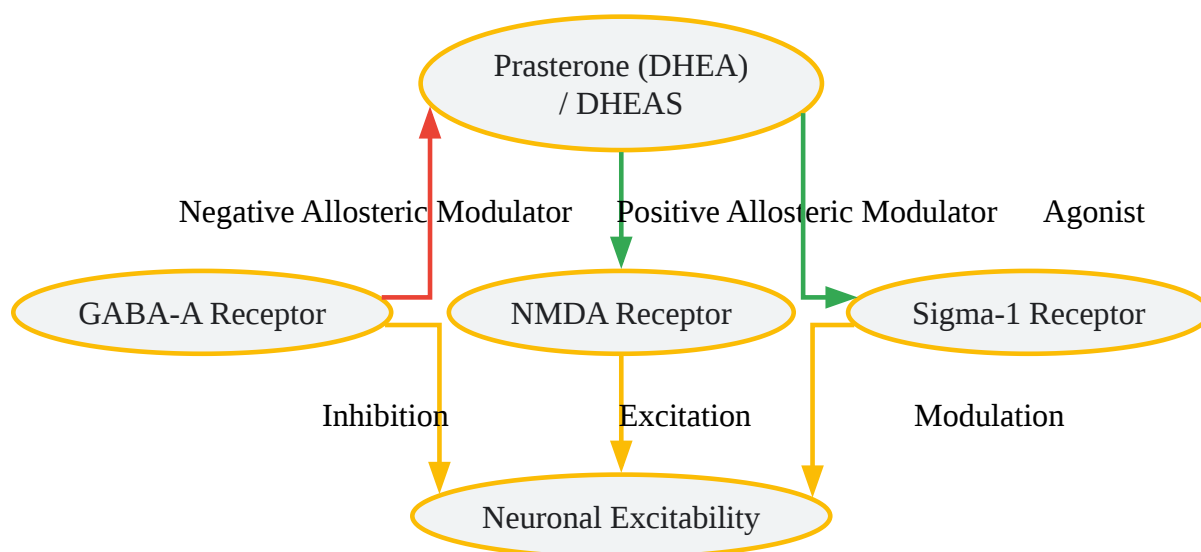 Prasterone (DHEA)
/ DHEAS
Negative Allosteric Modulator
Positive Allosteric Modulator
Agonist
GABA-A Receptor
NMDA Receptor
Sigma-1 Receptor
Inhibition
Excitation
Modulation
Neuronal Excitability